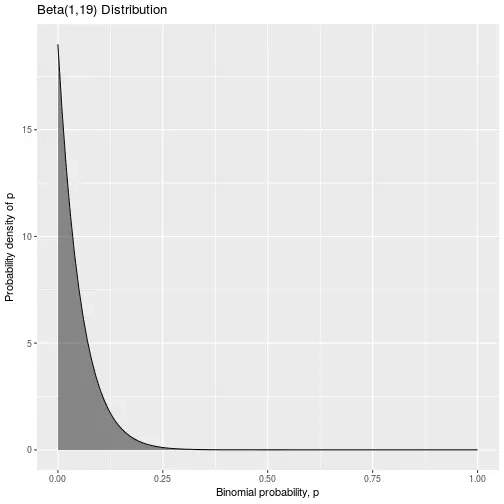 Beta(1,19) Distribution
Probability density of p
15
10
5
0
0.00 0.25 0.50 0.75 1.00
Binomial probability, p